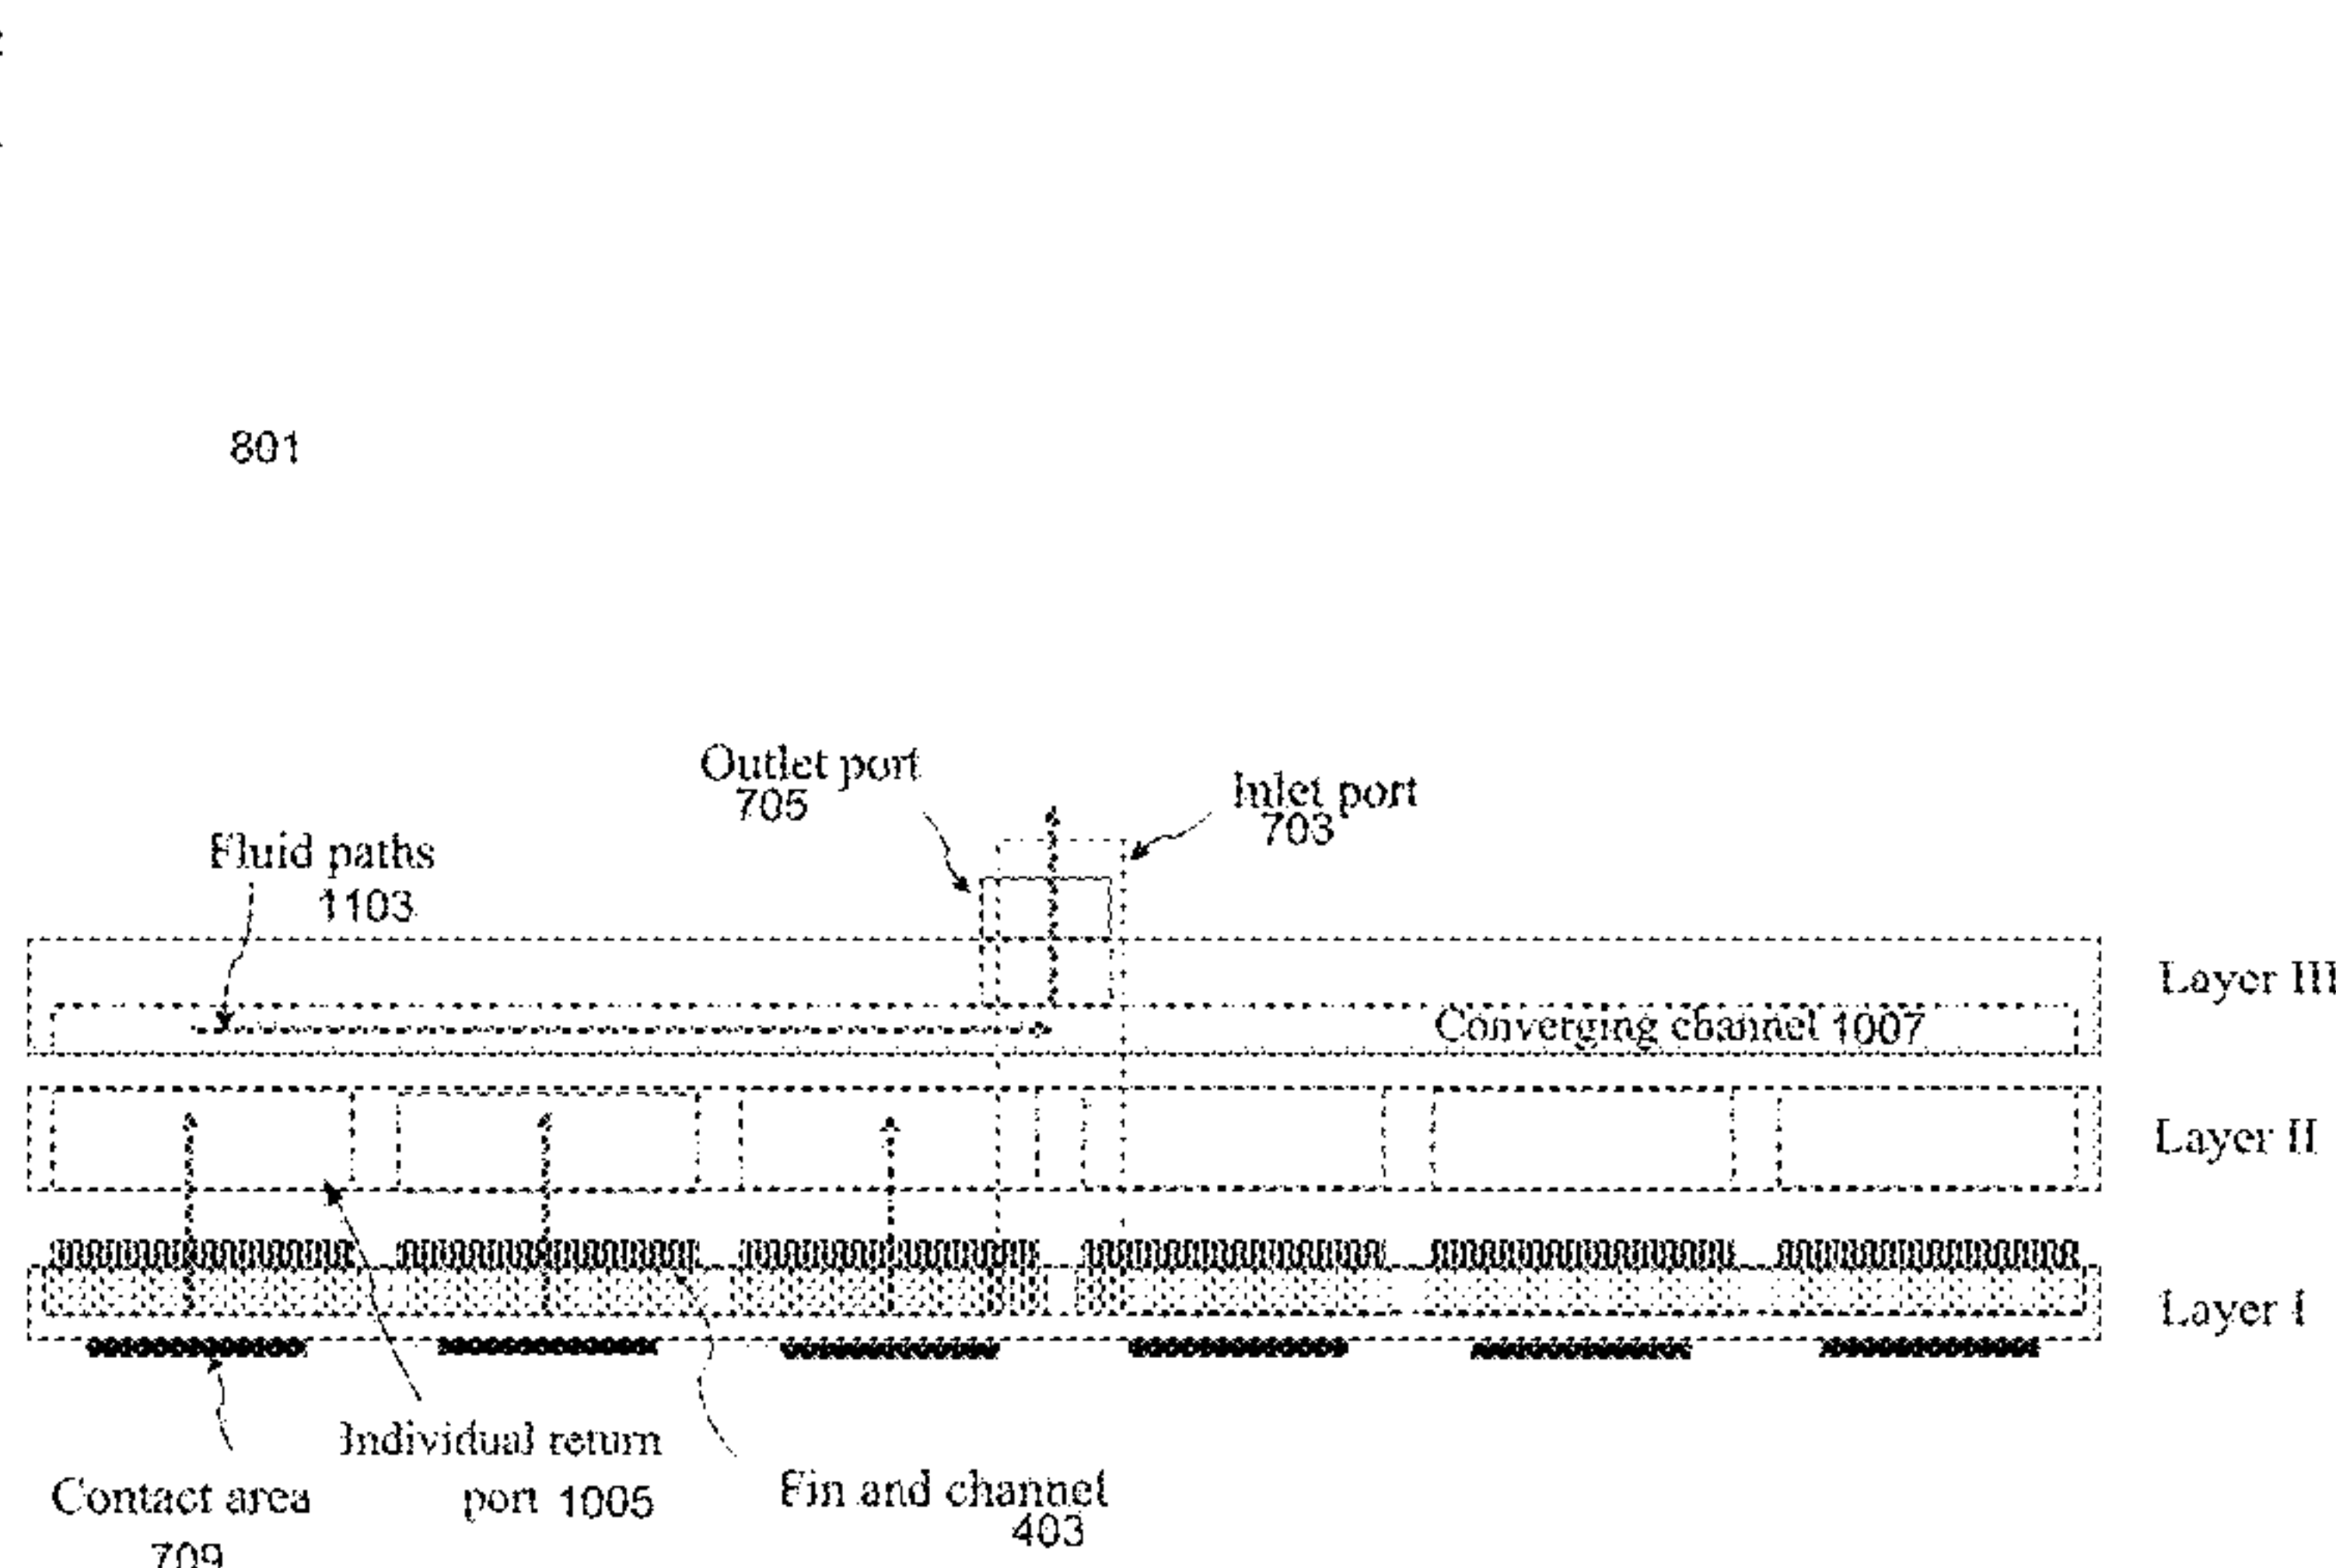 801
Outlet port
705
Inlet port
703
Fluid paths
1103
Layer III
Converging channel 1007
Layer II
Layer I
Individual return
port 1005
Fin and channel
403
Contact area
709